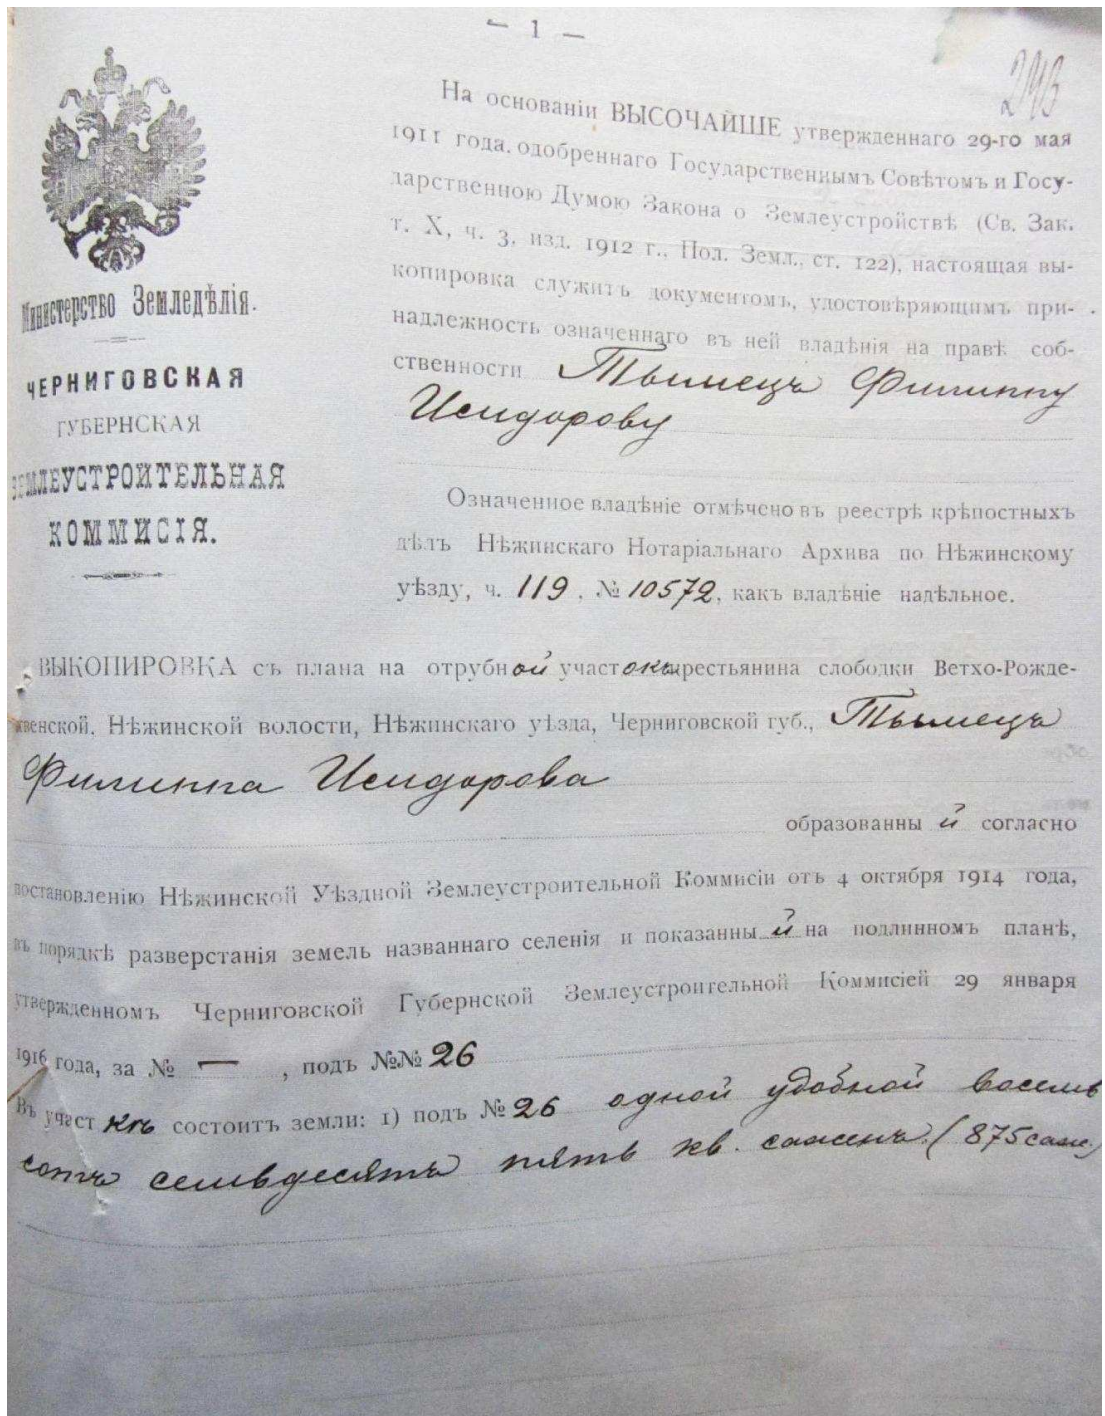 — 1 —
293
На основаніи ВЫСОЧАЙШЕ утвержденнаго 29-го мая
1911 года, одобреннаго Государственнымъ Совѣтомъ и Госу-
дарственною Думою Закона о Землеустройствѣ (Св. Зак.
т. X, ч. 3, изд. 1912 г., Пол. Земл., ст. 122), настоящая вы-
копировка служитъ документомъ, удостовѣряющимъ при-
надлежность означеннаго въ ней владѣнія на правѣ соб-
ственности Тымецъ Филиппу
Исидорову
Министерство Земледѣлія.
ЧЕРНИГОВСКАЯ
ГУБЕРНСКАЯ
ЗЕМЛЕУСТРОИТЕЛЬНАЯ
КОММИСІЯ.
Означенное владѣніе отмѣчено въ реестрѣ крѣпостныхъ
дѣлъ Нѣжинскаго Нотаріальнаго Архива по Нѣжинскому
уѣзду, ч. 119, № 10572, какъ владѣніе надѣльное.
ВЫКОПИРОВКА съ плана на отрубной участокъ крестьянина слободки Ветхо-Рожде-
ственской, Нѣжинской волости, Нѣжинскаго уѣзда, Черниговской губ., Тымецъ
Филиппа Исидорова
образованный согласно
постановленію Нѣжинской Уѣздной Землеустроительной Коммисіи отъ 4 октября 1914 года,
въ порядкѣ разверстанія земель названнаго селенія и показанный на подлинномъ планѣ,
утвержденномъ Черниговской Губернской Землеустроительной Коммисіей 29 января
1916 года, за № — , подъ №№ 26
Въ участкѣ состоитъ земли: 1) подъ № 26 одной удобной восемь
сотъ семьдесятъ пять кв. саженъ. (875 саж.)